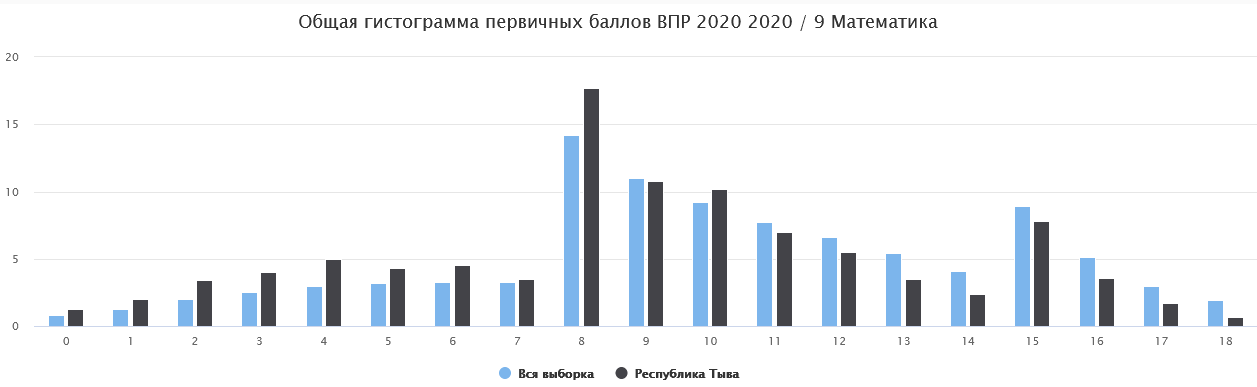 Общая гистограмма первичных баллов ВПР 2020 2020 / 9 Математика
20
15
10
5
0
0 1 2 3 4 5 6 7 8 9 10 11 12 13 14 15 16 17 18
Вся выборка Республика Тыва